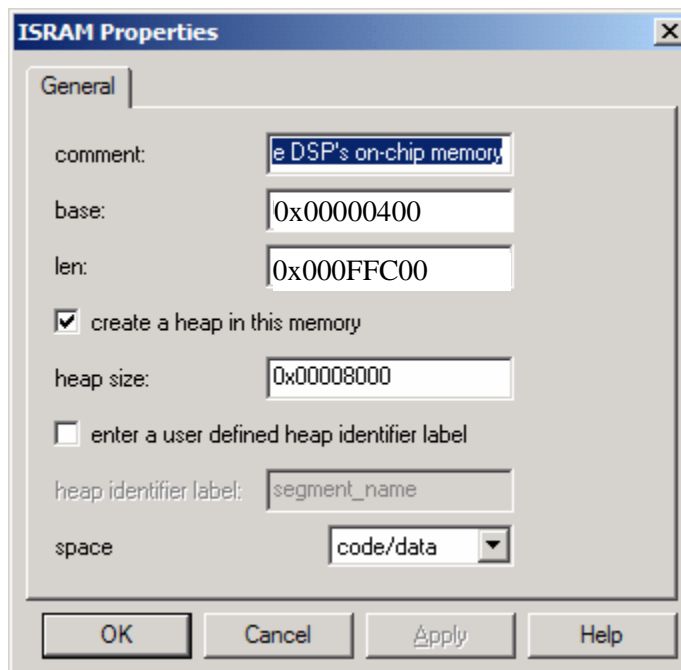 ISRAM Properties
General
comment: e DSP's on-chip memory
base: 0x00000400
len: 0x000FFC00
create a heap in this memory
heap size: 0x00008000
enter a user defined heap identifier label
heap identifier label: segment_name
space code/data
OK Cancel Apply Help